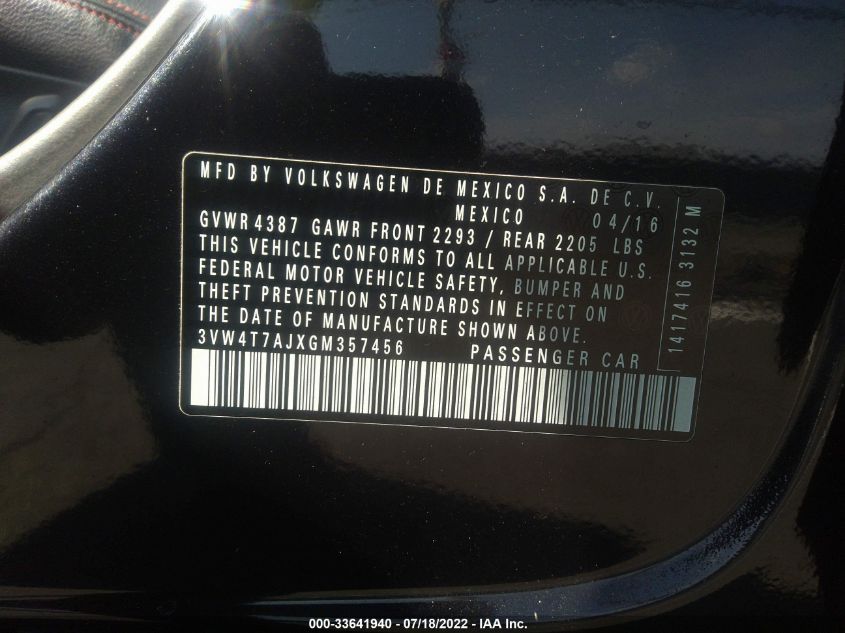 MFD BY VOLKSWAGEN DE MEXICO S.A. DE C.V.
MEXICO 04/16
GVWR 4387 GAWR FRONT 2293 / REAR 2205 LBS
THIS VEHICLE CONFORMS TO ALL APPLICABLE U.S.
FEDERAL MOTOR VEHICLE SAFETY, BUMPER AND
THEFT PREVENTION STANDARDS IN EFFECT ON
THE DATE OF MANUFACTURE SHOWN ABOVE.
3VW4T7AJXGM357456 PASSENGER CAR
1417416 3132 M
000-33641940 - 07/18/2022 - IAA Inc.